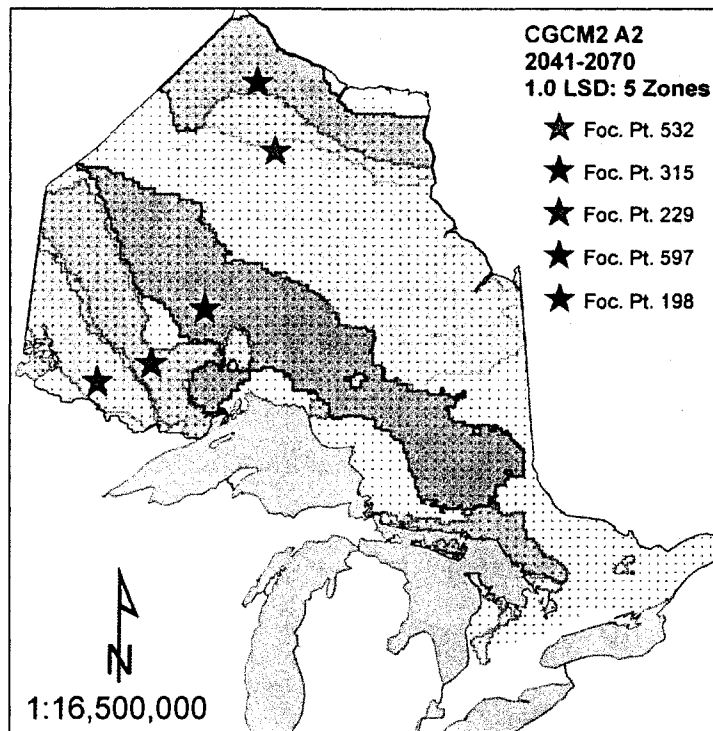 CGCM2 A2
2041-2070
1.0 LSD: 5 Zones
Foc. Pt. 532
Foc. Pt. 315
Foc. Pt. 229
Foc. Pt. 597
Foc. Pt. 198
N
1:16,500,000